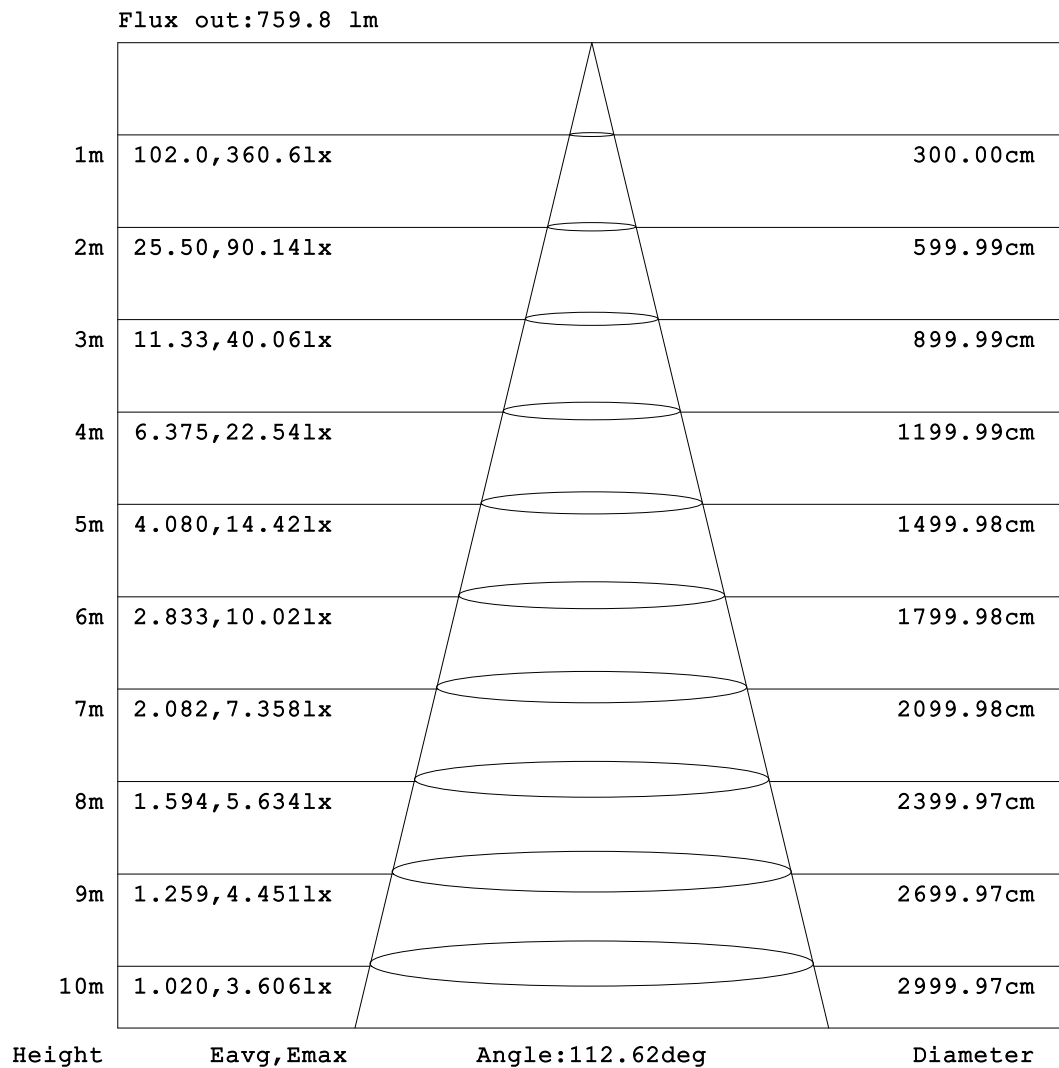 Flux out:759.8 lm
1m 102.0,360.6lx 300.00cm
2m 25.50,90.14lx 599.99cm
3m 11.33,40.06lx 899.99cm
4m 6.375,22.54lx 1199.99cm
5m 4.080,14.42lx 1499.98cm
6m 2.833,10.02lx 1799.98cm
7m 2.082,7.358lx 2099.98cm
8m 1.594,5.634lx 2399.97cm
9m 1.259,4.451lx 2699.97cm
10m 1.020,3.606lx 2999.97cm
Height Eavg,Emax Angle:112.62deg Diameter